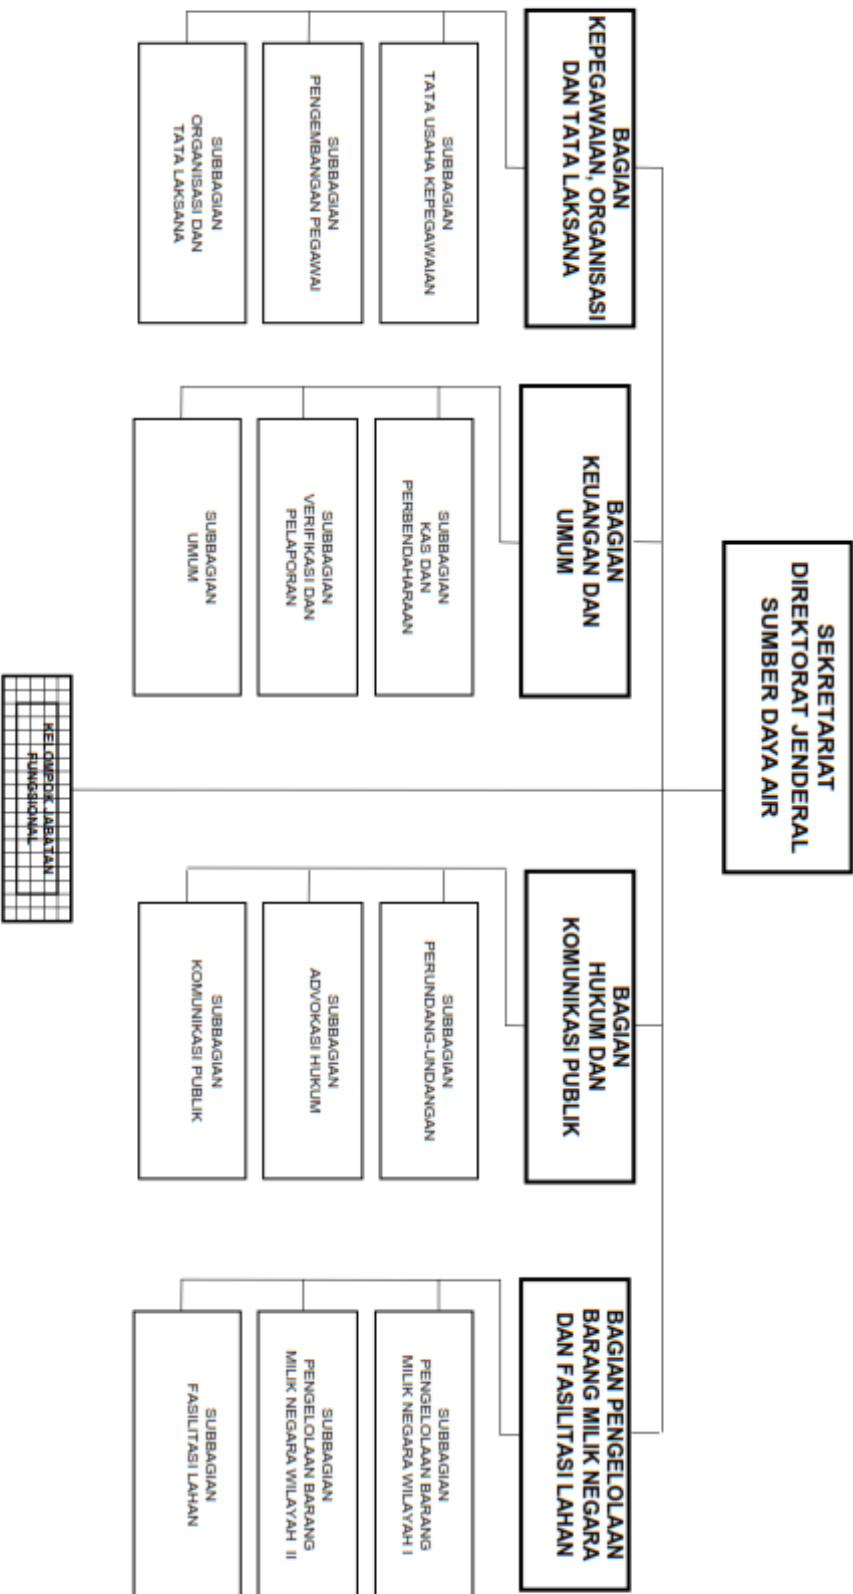 SEKRETARIAT
DIREKTORAT JENDERAL
SUMBER DAYA AIR
BAGIAN
KEPEGAWAIAN, ORGANISASI
DAN TATA LAKSANA
SUBBAGIAN
TATA USAHA KEPEGAWAIAN
SUBBAGIAN
PENGEMBANGAN PEGAWAI
SUBBAGIAN
ORGANISASI DAN
TATA LAKSANA
BAGIAN
KEUANGAN DAN
UMUM
SUBBAGIAN
KAS DAN
PERBENDAHARAAN
SUBBAGIAN
VERIFIKASI DAN
PELAPORAN
SUBBAGIAN
UMUM
BAGIAN
HUKUM DAN
KOMUNIKASI PUBLIK
SUBBAGIAN
PERUNDANG-UNDANGAN
SUBBAGIAN
ADVOKASI HUKUM
SUBBAGIAN
KOMUNIKASI PUBLIK
BAGIAN PENGELOLAAN
BARANG MILIK NEGARA
DAN FASILITASI LAHAN
SUBBAGIAN
PENGELOLAAN BARANG
MILIK NEGARA WILAYAH I
SUBBAGIAN
PENGELOLAAN BARANG
MILIK NEGARA WILAYAH II
SUBBAGIAN
FASILITASI LAHAN
KELOMPOK JABATAN
FUNGSIONAL